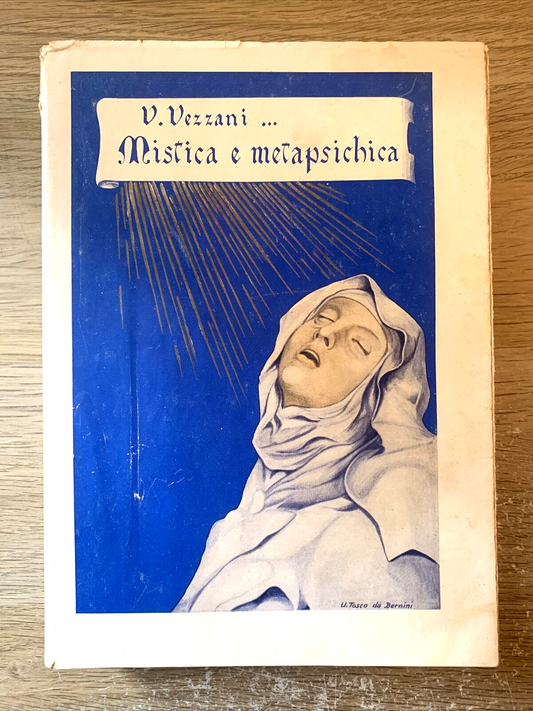 V. Vezzani ...
Mistica e metapsichica
U. Tosco da Bernini